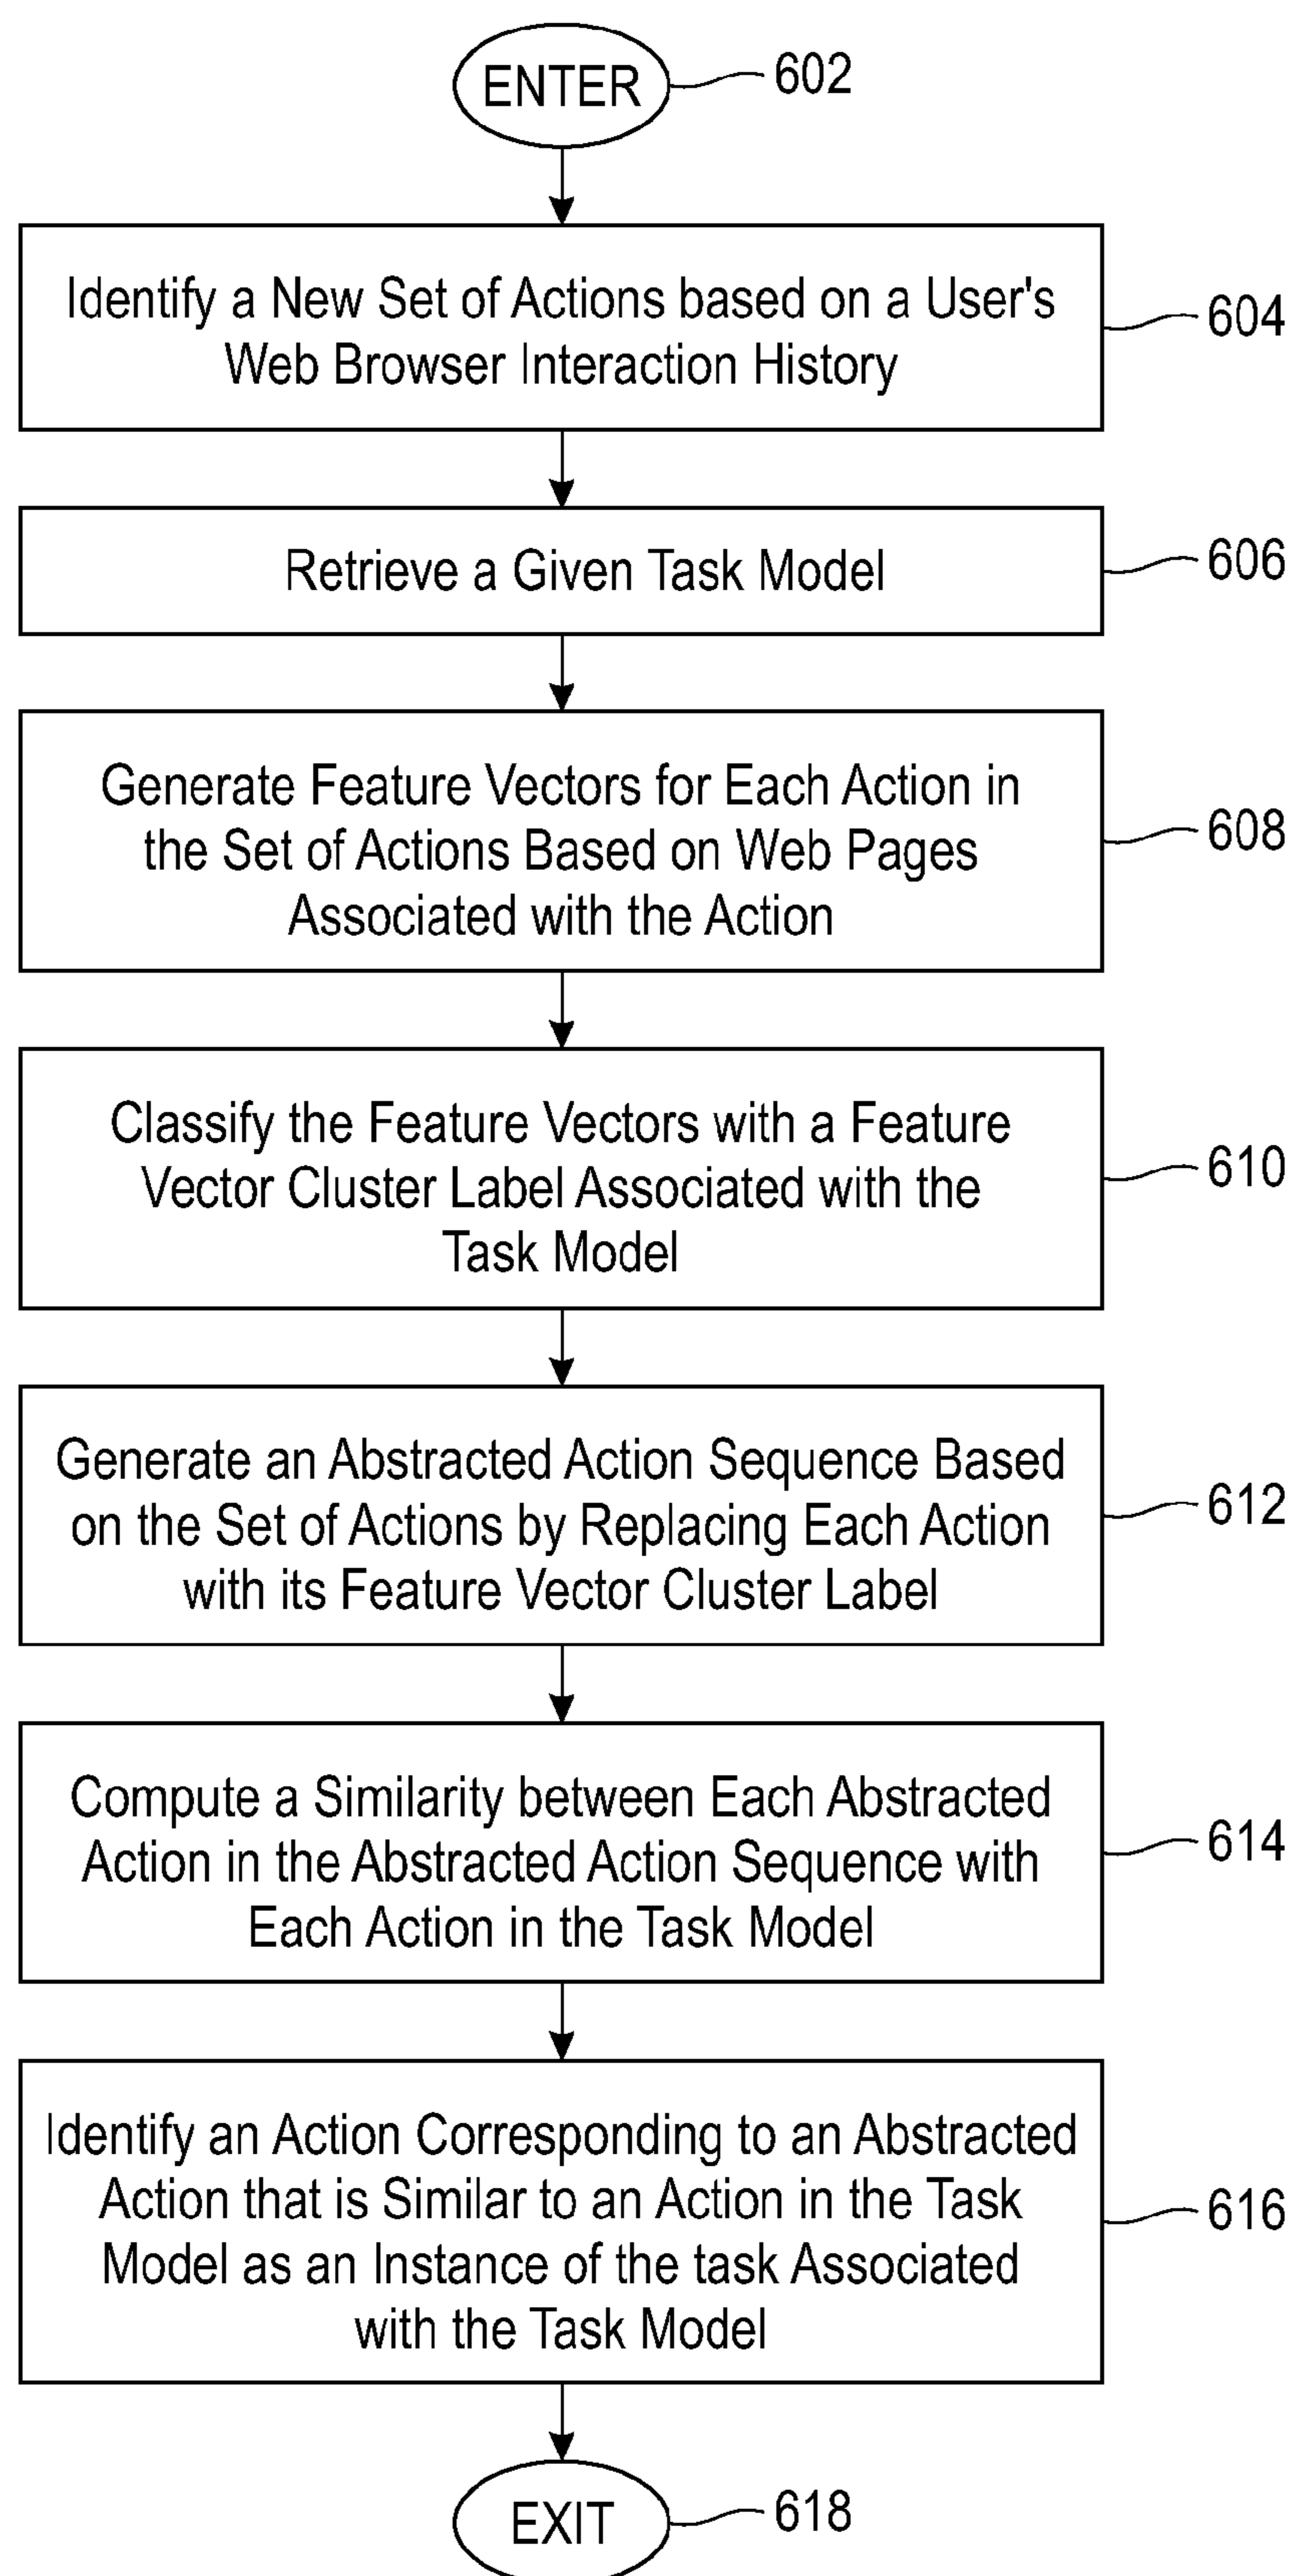 ENTER
602
Identify a New Set of Actions based on a User's
Web Browser Interaction History
604
Retrieve a Given Task Model
606
Generate Feature Vectors for Each Action in
the Set of Actions Based on Web Pages
Associated with the Action
608
Classify the Feature Vectors with a Feature
Vector Cluster Label Associated with the
Task Model
610
Generate an Abstracted Action Sequence Based
on the Set of Actions by Replacing Each Action
with its Feature Vector Cluster Label
612
Compute a Similarity between Each Abstracted
Action in the Abstracted Action Sequence with
Each Action in the Task Model
614
Identify an Action Corresponding to an Abstracted
Action that is Similar to an Action in the Task
Model as an Instance of the task Associated
with the Task Model
616
EXIT
618